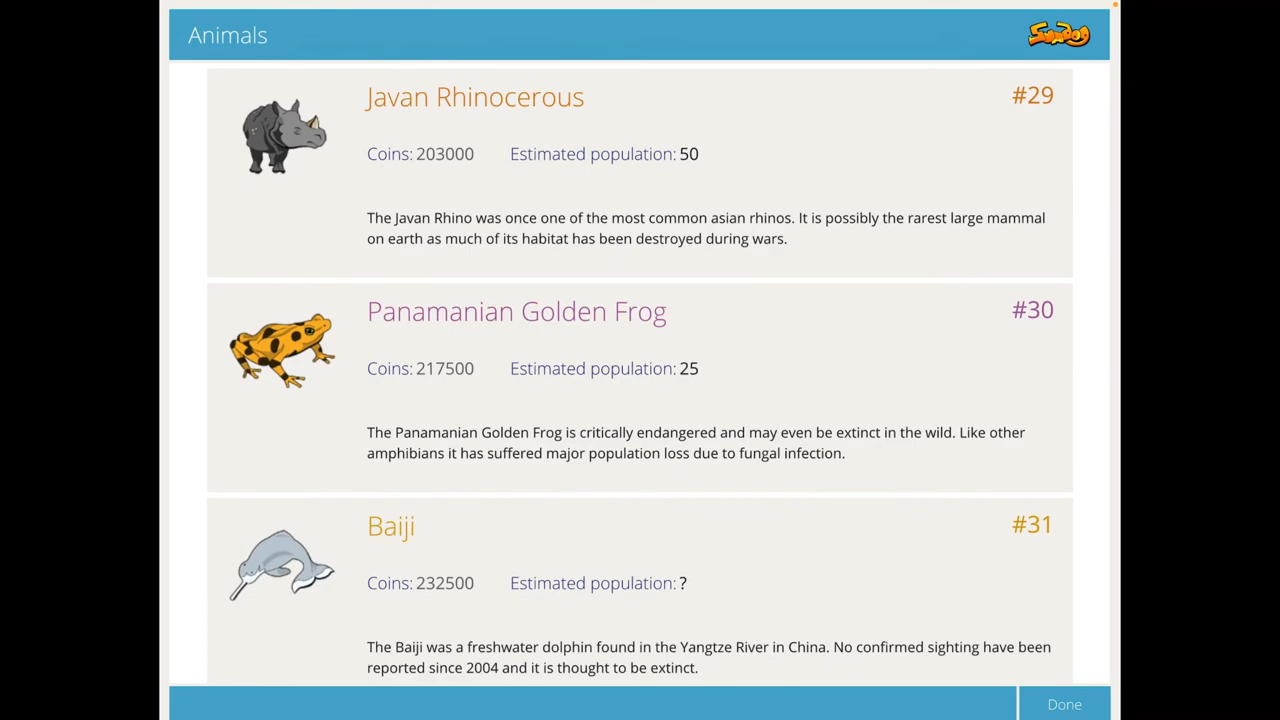 Animals
Sumdog
Javan Rhinocerous
#29
Coins: 203000 Estimated population: 50
The Javan Rhino was once one of the most common asian rhinos. It is possibly the rarest large mammal
on earth as much of its habitat has been destroyed during wars.
Panamanian Golden Frog
#30
Coins: 217500 Estimated population: 25
The Panamanian Golden Frog is critically endangered and may even be extinct in the wild. Like other
amphibians it has suffered major population loss due to fungal infection.
Baiji
#31
Coins: 232500 Estimated population: ?
The Baiji was a freshwater dolphin found in the Yangtze River in China. No confirmed sighting have been
reported since 2004 and it is thought to be extinct.
Done